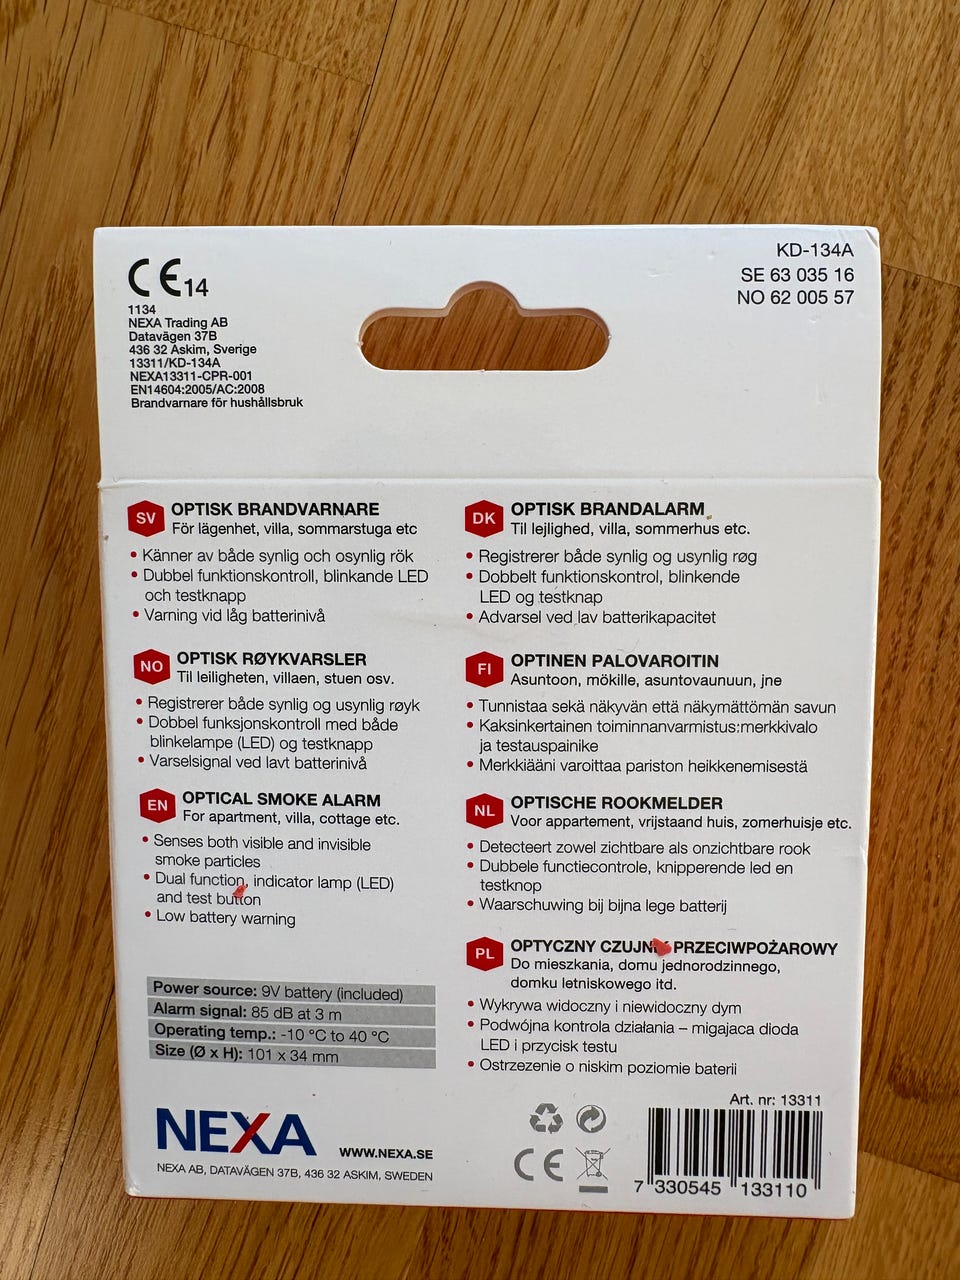 CE 14
1134
NEXA Trading AB
Datavägen 37B
436 32 Askim, Sverige
13311/KD-134A
NEXA13311-CPR-001
EN14604:2005/AC:2008
Brandvarnare för hushållsbruk
KD-134A
SE 63 035 16
NO 62 005 57
SV OPTISK BRANDVARNARE
För lägenhet, villa, sommarstuga etc
• Känner av både synlig och osynlig rök
• Dubbel funktionskontroll, blinkande LED
och testknapp
• Varning vid låg batterinivå
NO OPTISK RØYKVARSLER
Til leiligheten, villaen, stuen osv.
• Registrerer både synlig og usynlig røyk
• Dobbel funksjonskontroll med både
blinkelampe (LED) og testknapp
• Varselsignal ved lavt batterinivå
EN OPTICAL SMOKE ALARM
For apartment, villa, cottage etc.
• Senses both visible and invisible
smoke particles
• Dual function, indicator lamp (LED)
and test button
• Low battery warning
DK OPTISK BRANDALARM
Til lejlighed, villa, sommerhus etc.
• Registrerer både synlig og usynlig røg
• Dobbelt funktionskontrol, blinkende
LED og testknap
• Advarsel ved lav batterikapacitet
FI OPTINEN PALOVAROITIN
Asuntoon, mökille, asuntovaunuun, jne
• Tunnistaa sekä näkyvän että näkymättömän savun
• Kaksinkertainen toiminnanvarmistus:merkkivalo
ja testauspainike
• Merkkiääni varoittaa pariston heikkenemisestä
NL OPTISCHE ROOKMELDER
Voor appartement, vrijstaand huis, zomerhuisje etc.
• Detecteert zowel zichtbare als onzichtbare rook
• Dubbele functiecontrole, knipperende led en
testknop
• Waarschuwing bij bijna lege batterij
PL OPTYCZNY CZUJNIK PRZECIWPOŻAROWY
Do mieszkania, domu jednorodzinnego,
domku letniskowego itd.
• Wykrywa widoczny i niewidoczny dym
• Podwójna kontrola działania – migajaca dioda
LED i przycisk testu
• Ostrzezenie o niskim poziomie baterii
Power source: 9V battery (included)
Alarm signal: 85 dB at 3 m
Operating temp.: -10 °C to 40 °C
Size (Ø x H): 101 x 34 mm
NEXA
WWW.NEXA.SE
NEXA AB, DATAVÄGEN 37B, 436 32 ASKIM, SWEDEN
CE
Art. nr: 13311
7 330545 133110